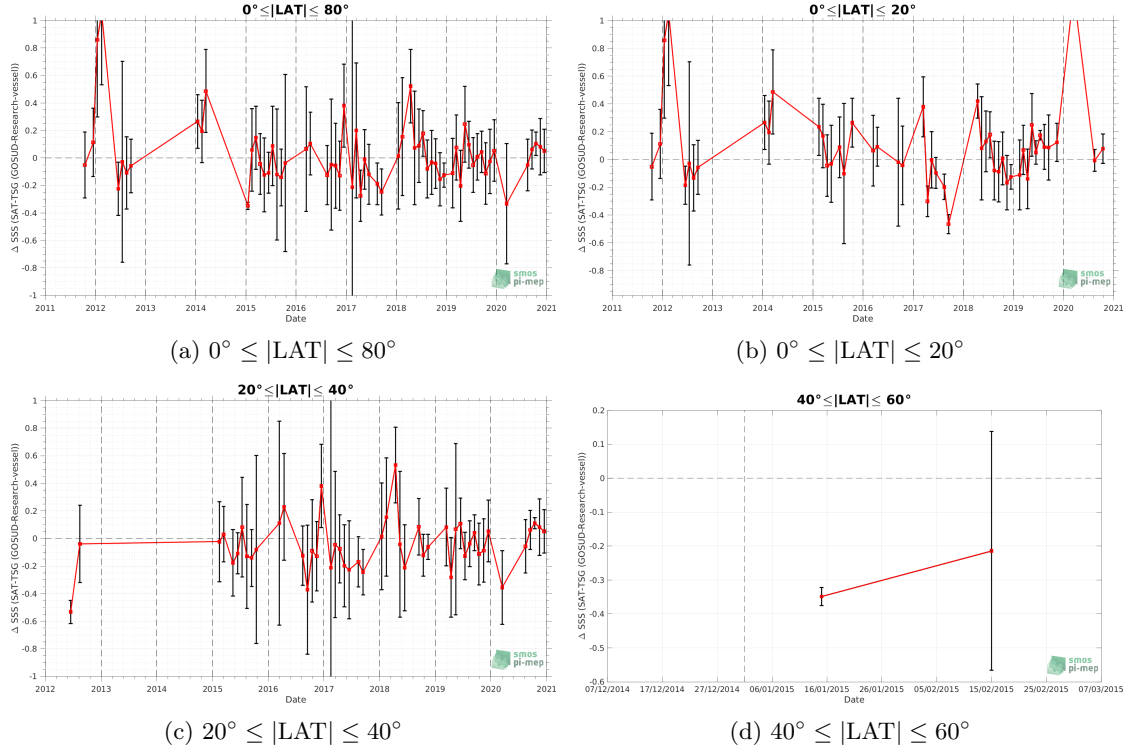 0°≤|LAT|≤ 80°
Δ SSS (SAT-TSG (GOSUD-Research-vessel))
1
0.8
0.6
0.4
0.2
0
-0.2
-0.4
-0.6
-0.8
-1
2011 2012 2013 2014 2015 2016 2017 2018 2019 2020 2021
Date
smos
pi-mep
(a) 0° ≤ |LAT| ≤ 80°
0°≤|LAT|≤ 20°
Δ SSS (SAT-TSG (GOSUD-Research-vessel))
0.8
0.6
0.4
0.2
0
-0.2
-0.4
-0.6
-0.8
2011 2012 2013 2014 2015 2016 2017 2018 2019 2020 2021
Date
smos
pi-mep
(b) 0° ≤ |LAT| ≤ 20°
20°≤|LAT|≤ 40°
Δ SSS (SAT-TSG (GOSUD-Research-vessel))
1
0.8
0.6
0.4
0.2
0
-0.2
-0.4
-0.6
-0.8
-1
2012 2013 2014 2015 2016 2017 2018 2019 2020 2021
Date
smos
pi-mep
(c) 20° ≤ |LAT| ≤ 40°
40°≤|LAT|≤ 60°
Δ SSS (SAT-TSG (GOSUD-Research-vessel))
0.2
0.1
0
-0.1
-0.2
-0.3
-0.4
-0.5
-0.6
07/12/2014 17/12/2014 27/12/2014 06/01/2015 16/01/2015 26/01/2015 05/02/2015 15/02/2015 25/02/2015 07/03/2015
Date
smos
pi-mep
(d) 40° ≤ |LAT| ≤ 60°